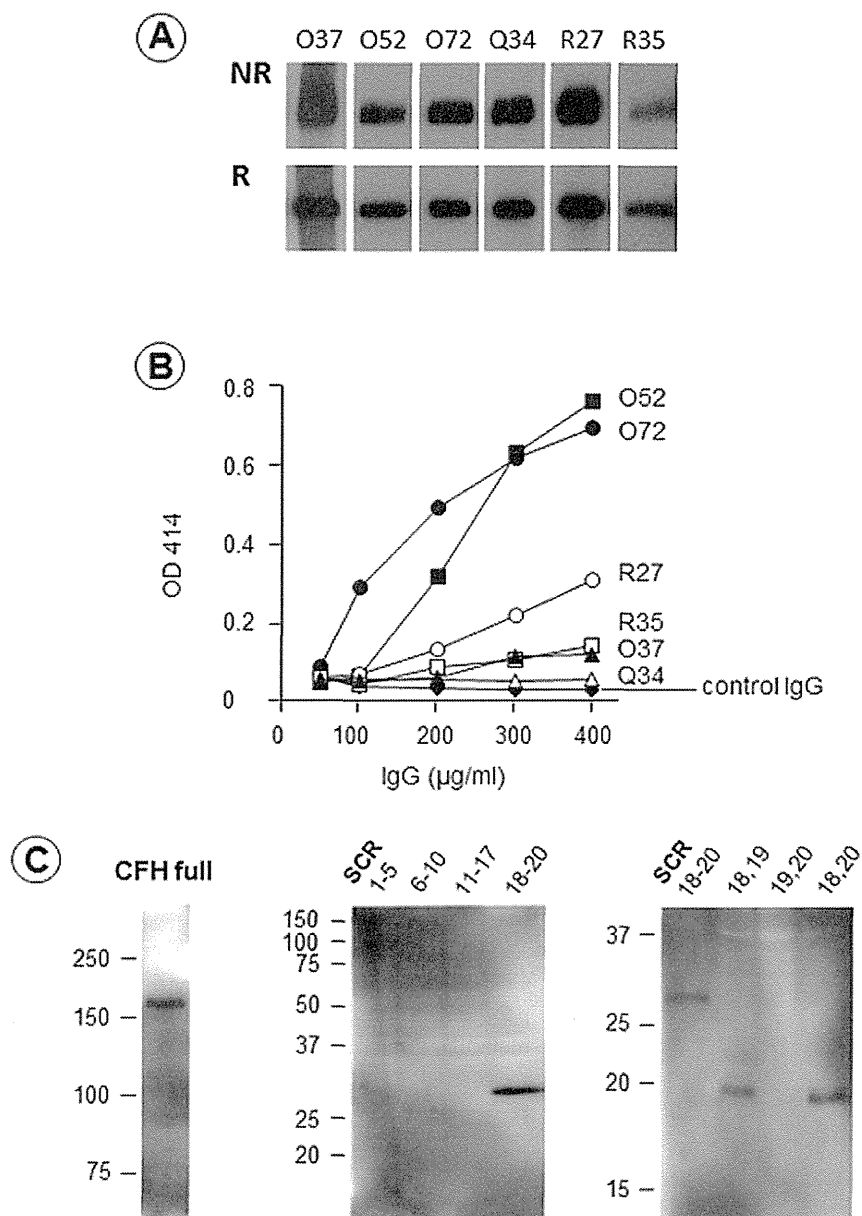 A
O37 O52 O72 Q34 R27 R35
NR
R
B
0.8
0.6
0.4
0.2
0
OD 414
O52
O72
R27
R35
O37
Q34
control IgG
0 100 200 300 400
IgG (µg/ml)
C
CFH full
250
150
100
75
SCR 1-5 6-10 11-17 18-20
150
100
75
50
37
25
20
SCR 18-20 18,19 19,20 18,20
37
25
20
15